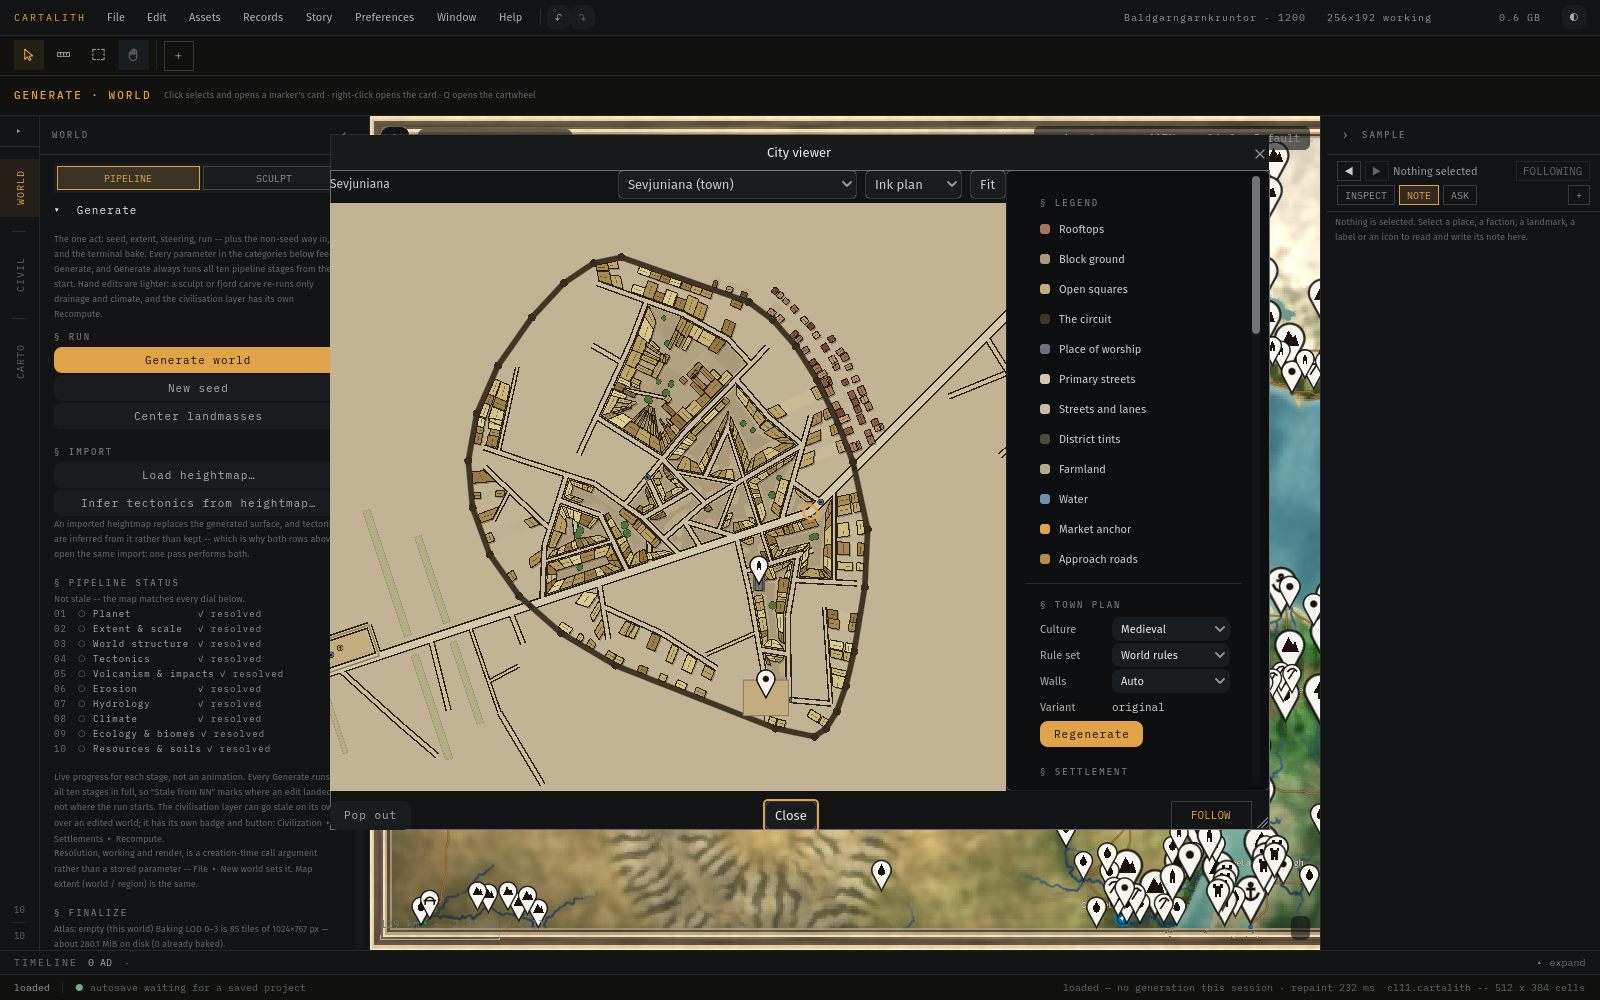 CARTALITH File Edit Assets Records Story Preferences Window Help
Baldgarngarnkruntor · 1200 256×192 working 0.6 GB
GENERATE · WORLD Click selects and opens a marker's card · right-click opens the card · Q opens the cartwheel
WORLD
CIVIL
CARTO
10
10
WORLD
PIPELINE SCULPT
Generate
The one act: seed, extent, steering, run -- plus the non-seed way in,
and the terminal bake. Every parameter in the categories below fee
Generate, and Generate always runs all ten pipeline stages from the
start. Hand edits are lighter: a sculpt or fjord carve re-runs only
drainage and climate, and the civilisation layer has its own
Recompute.
§ RUN
Generate world
New seed
Center landmasses
§ IMPORT
Load heightmap…
Infer tectonics from heightmap…
An imported heightmap replaces the generated surface, and tectoni
are inferred from it rather than kept -- which is why both rows abov
open the same import: one pass performs both.
§ PIPELINE STATUS
Not stale -- the map matches every dial below.
01 ○ Planet √ resolved
02 ○ Extent & scale √ resolved
03 ○ World structure √ resolved
04 ○ Tectonics √ resolved
05 ○ Volcanism & impacts √ resolved
06 ○ Erosion √ resolved
07 ○ Hydrology √ resolved
08 ○ Climate √ resolved
09 ○ Ecology & biomes √ resolved
10 ○ Resources & soils √ resolved
Live progress for each stage, not an animation. Every Generate runs
all ten stages in full, so "Stale from NN" marks where an edit landed
not where the run starts. The civilisation layer can go stale on its ow
over an edited world; it has its own badge and button: Civilization ‣
Settlements ‣ Recompute.
Resolution, working and render, is a creation-time call argument
rather than a stored parameter -- File ‣ New world sets it. Map
extent (world / region) is the same.
§ FINALIZE
Atlas: empty (this world) Baking LOD 0–3 is 85 tiles of 1024×767 px —
about 280.1 MiB on disk (0 already baked).
City viewer
Sevjuniana Sevjuniana (town) Ink plan Fit
§ LEGEND
Rooftops
Block ground
Open squares
The circuit
Place of worship
Primary streets
Streets and lanes
District tints
Farmland
Water
Market anchor
Approach roads
§ TOWN PLAN
Culture Medieval
Rule set World rules
Walls Auto
Variant original
Regenerate
§ SETTLEMENT
Pop out Close FOLLOW
SAMPLE
Nothing selected FOLLOWING
INSPECT NOTE ASK +
Nothing is selected. Select a place, a faction, a landmark, a
label or an icon to read and write its note here.
TIMELINE 0 AD · expand
loaded autosave waiting for a saved project
loaded — no generation this session · repaint 232 ms cl11.cartalith -- 512 x 384 cells